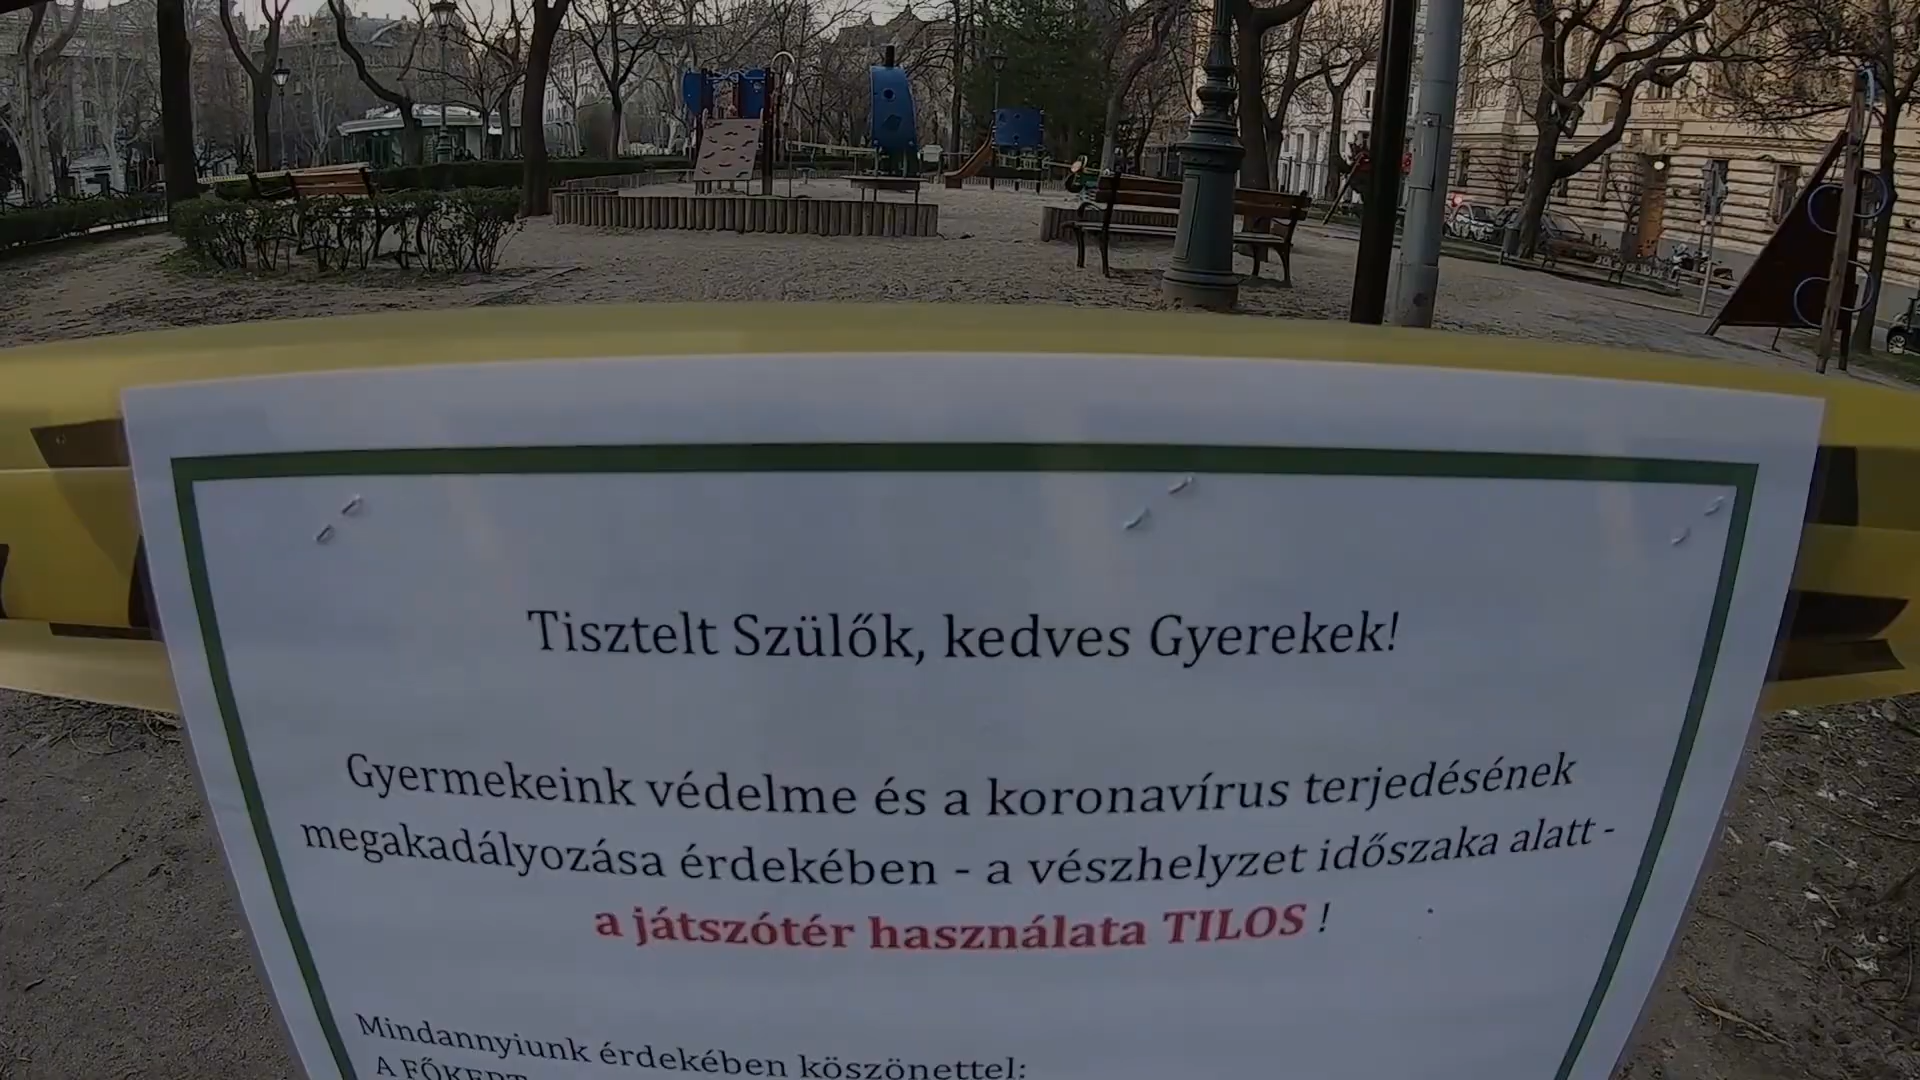 Tisztelt Szülők, kedves Gyerekek!
Gyermekeink védelme és a koronavírus terjedésének
megakadályozása érdekében - a vészhelyzet időszaka alatt -
a játszótér használata TILOS !
Mindannyiunk érdekében köszönettel:
A FŐKERT